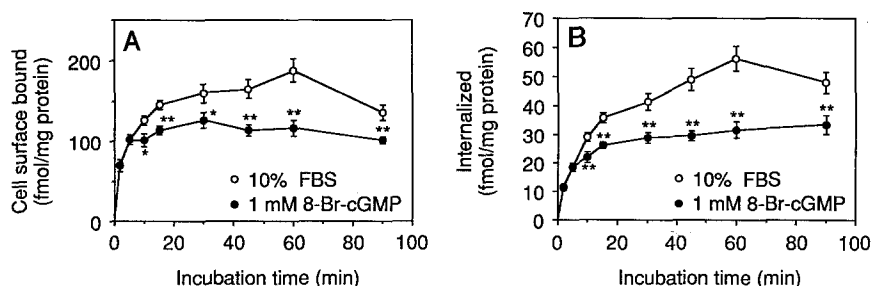 A
Cell surface bound
(fmol/mg protein)
200
100
0
** * ** ** **
*
10% FBS
1 mM 8-Br-cGMP
0 20 40 60 80 100
Incubation time (min)
B
Internalized
(fmol/mg protein)
70
60
50
40
30
20
10
0
** ** ** ** **
**
10% FBS
1 mM 8-Br-cGMP
0 20 40 60 80 100
Incubation time (min)